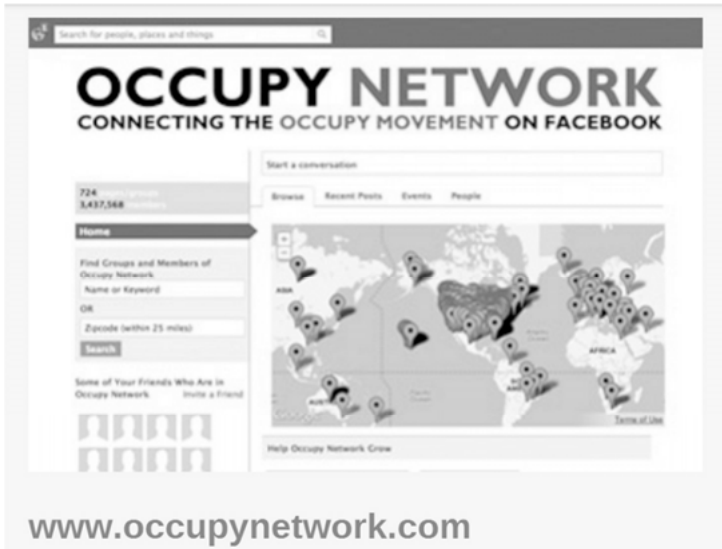 Search for people, places and things
OCCUPY NETWORK
CONNECTING THE OCCUPY MOVEMENT ON FACEBOOK
Start a conversation
724
3,437,568
Browse Recent Posts Events People
Home
Find Groups and Members of
Occupy Network
Name or Keyword
OR
Zipcode (within 25 miles)
Search
Some of Your Friends Who Are in
Occupy Network Invite a Friend
ASIA
AFRICA
Terms of Use
Help Occupy Network Grow
www.occupynetwork.com